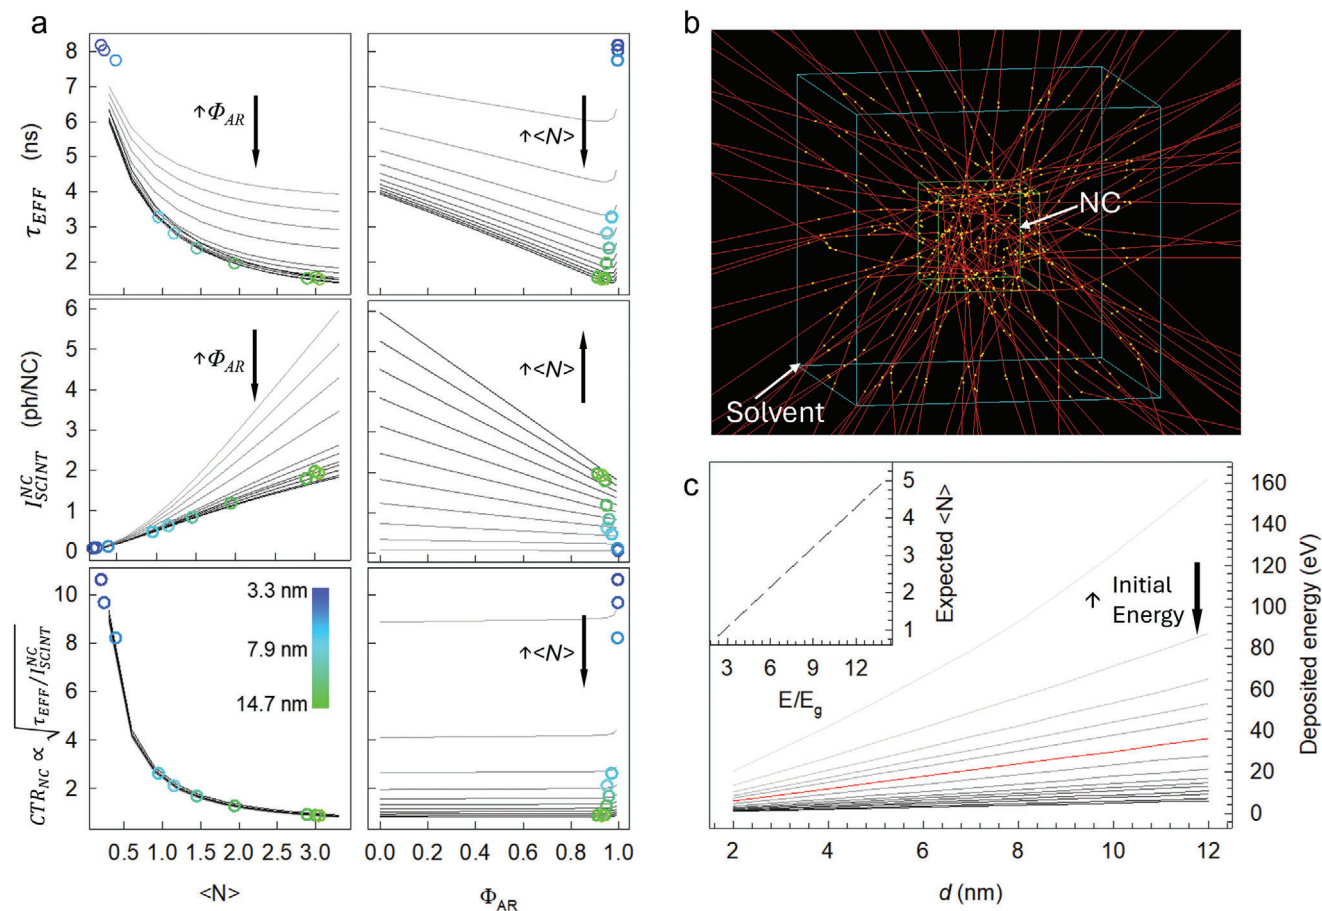 a
τ_EFF (ns)
8
7
6
5
4
3
2
↑Φ_AR
↑<N>
I^NC_SCINT (ph/NC)
6
5
4
3
2
1
0
↑Φ_AR
↑<N>
CTR_NC ∝ √τ_EFF/I^NC_SCINT
10
8
6
4
2
3.3 nm
7.9 nm
14.7 nm
↑<N>
0.5 1.0 1.5 2.0 2.5 3.0
<N>
0.0 0.2 0.4 0.6 0.8 1.0
Φ_AR
b
NC
Solvent
c
Expected <N>
5
4
3
2
1
3 6 9 12
E/E_g
↑ Initial
Energy
Deposited energy (eV)
160
140
120
100
80
60
40
20
0
2 4 6 8 10 12
d (nm)